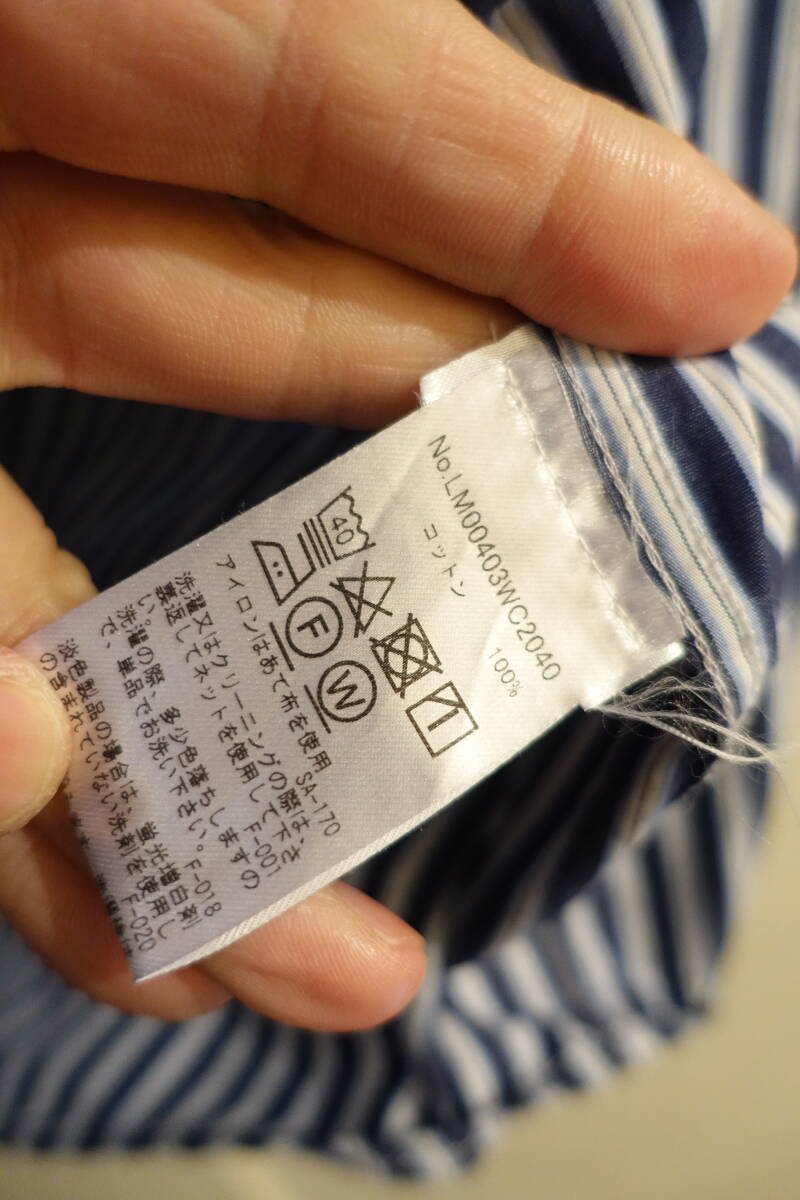 No.LM00403WC2040
コットン 100%
40
F
W
アイロンはあて布を使用 SA-170
洗濯又はクリーニングの際は、
裏返してネットを使用して下さ
い。 F-001
洗濯の際、多少色落ちしますの
で、単品でお洗い下さい。F-018
淡色製品の場合は、蛍光増白剤
の含まれていない洗剤を使用し
F-020